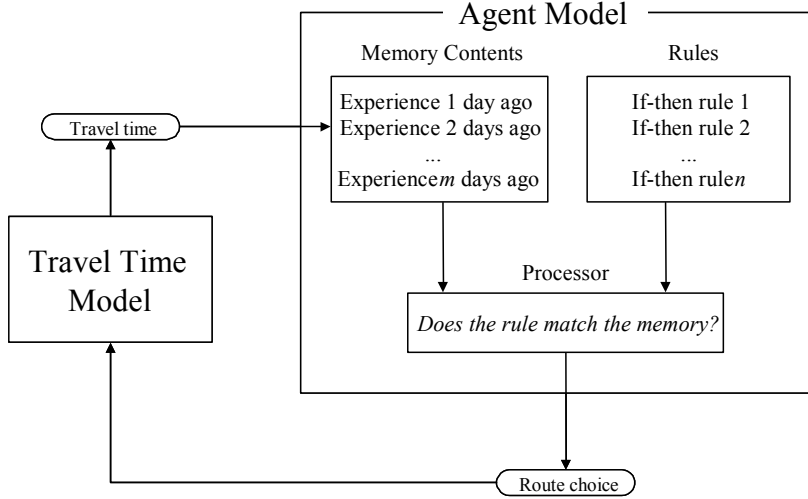 Agent Model
Memory Contents
Rules
Experience 1 day ago
Experience 2 days ago
...
Experiencem days ago
If-then rule 1
If-then rule 2
...
If-then rulen
Travel time
Travel Time
Model
Processor
Does the rule match the memory?
Route choice